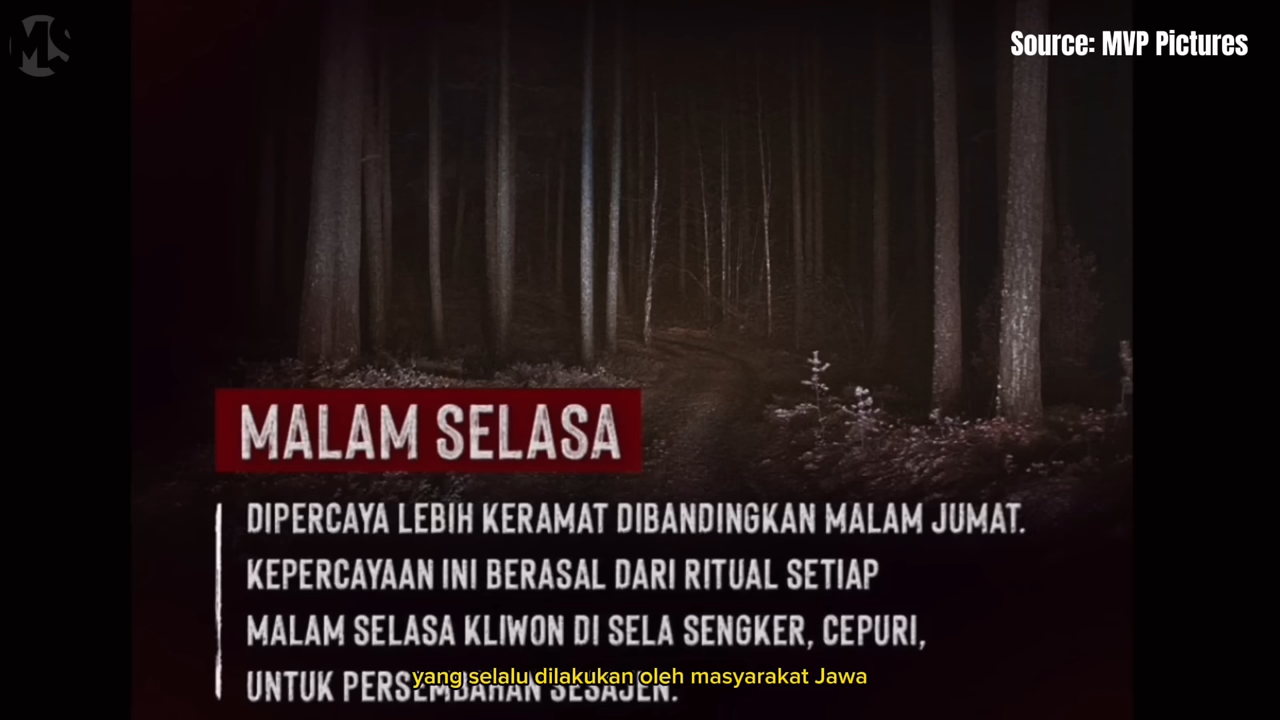 MS
Source: MVP Pictures
MALAM SELASA
DIPERCAYA LEBIH KERAMAT DIBANDINGKAN MALAM JUMAT.
KEPERCAYAAN INI BERASAL DARI RITUAL SETIAP
MALAM SELASA KLIWON DI SELA SENGKER, CEPURI,
UNTUK PERSEMBAHAN SESAJEN.
yang selalu dilakukan oleh masyarakat Jawa